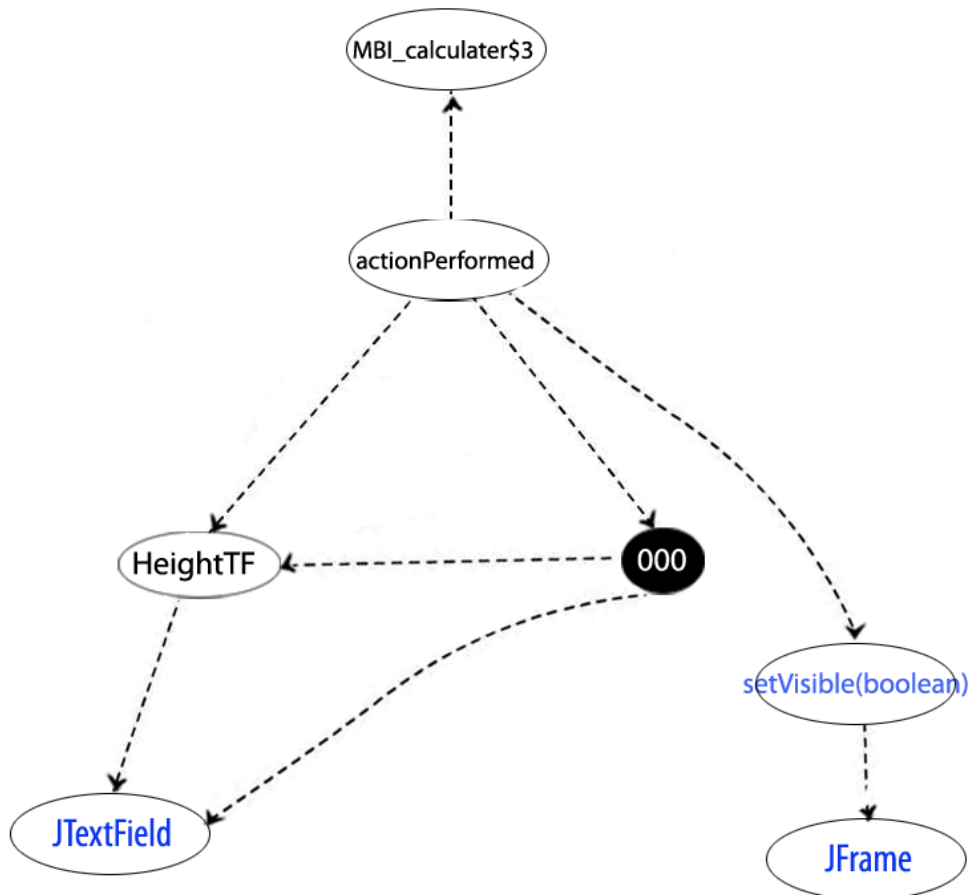 MBI_calculater$3
actionPerformed
HeightTF
000
setVisible(boolean)
JTextField
JFrame